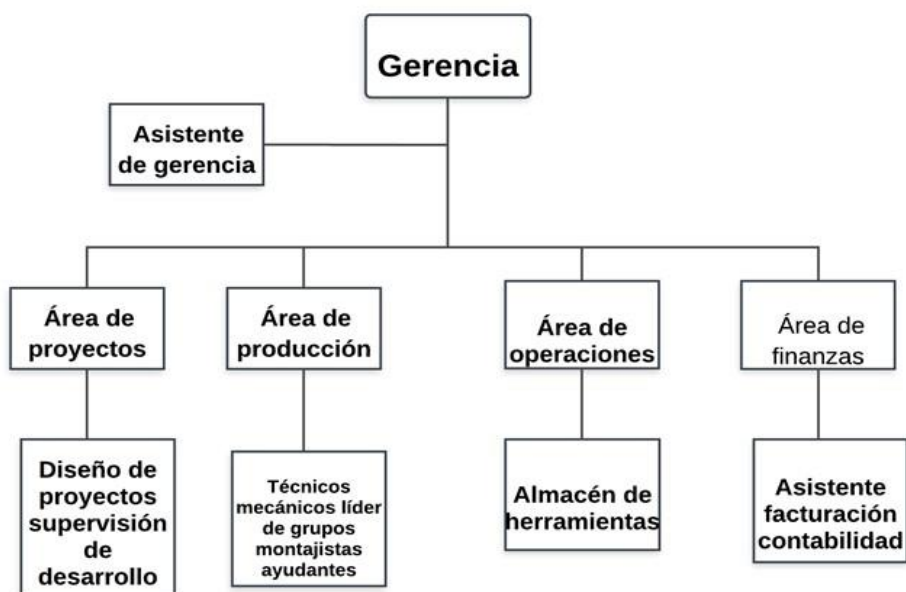 Gerencia
Asistente
de gerencia
Área de
proyectos
Área de
producción
Área de
operaciones
Área de
finanzas
Diseño de
proyectos
supervisión
de
desarrollo
Técnicos
mecánicos líder
de grupos
montajistas
ayudantes
Almacén de
herramientas
Asistente
facturación
contabilidad